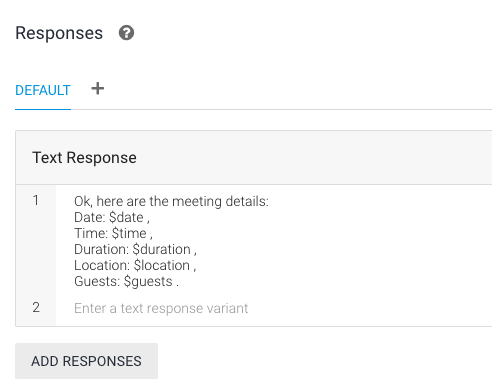 Responses ?
DEFAULT +
Text Response
1 Ok, here are the meeting details:
Date: $date ,
Time: $time ,
Duration: $duration ,
Location: $location ,
Guests: $guests .
2 Enter a text response variant
ADD RESPONSES